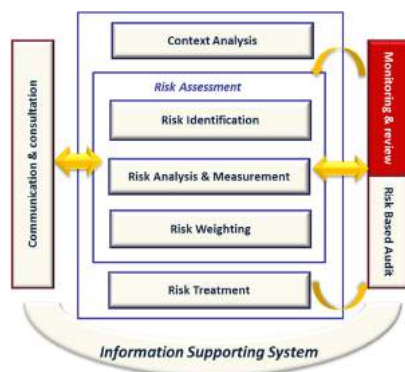 Context Analysis
Risk Assessment
Risk Identification
Risk Analysis & Measurement
Risk Weighting
Risk Treatment
Communication & consultation
Monitoring & review
Risk Based Audit
Information Supporting System